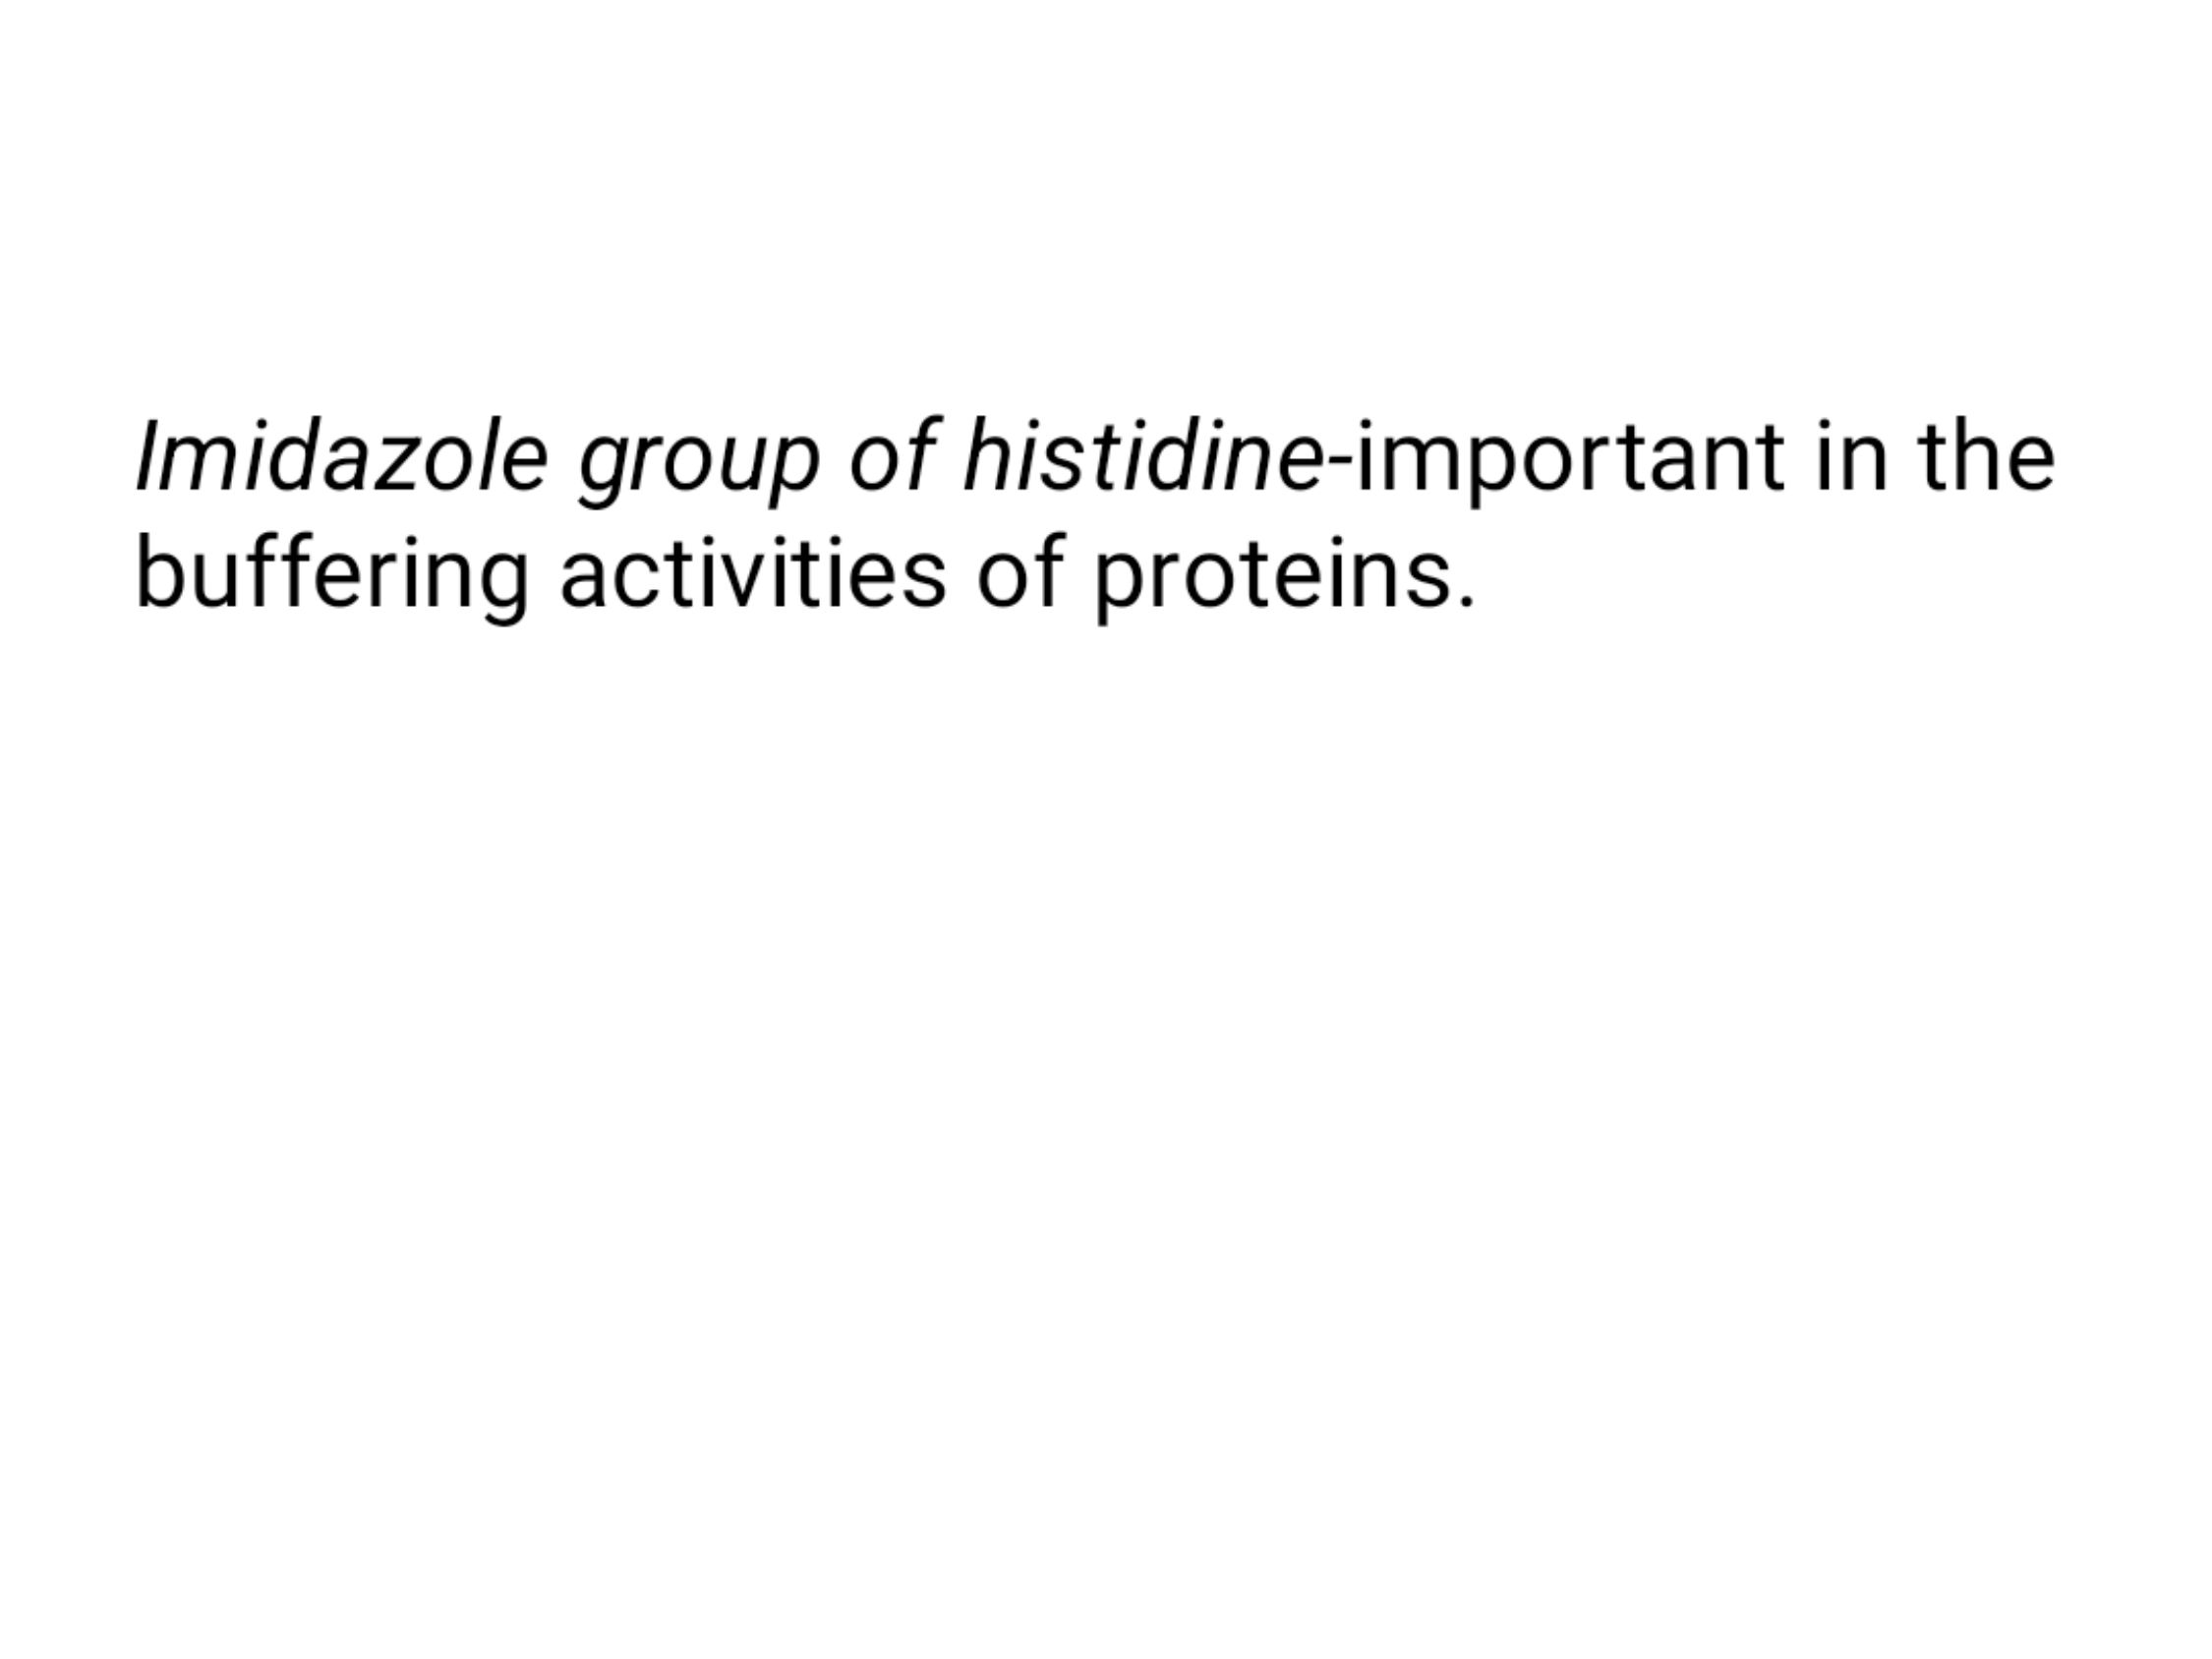 Imidazole group of histidine-important in the
buffering activities of proteins.